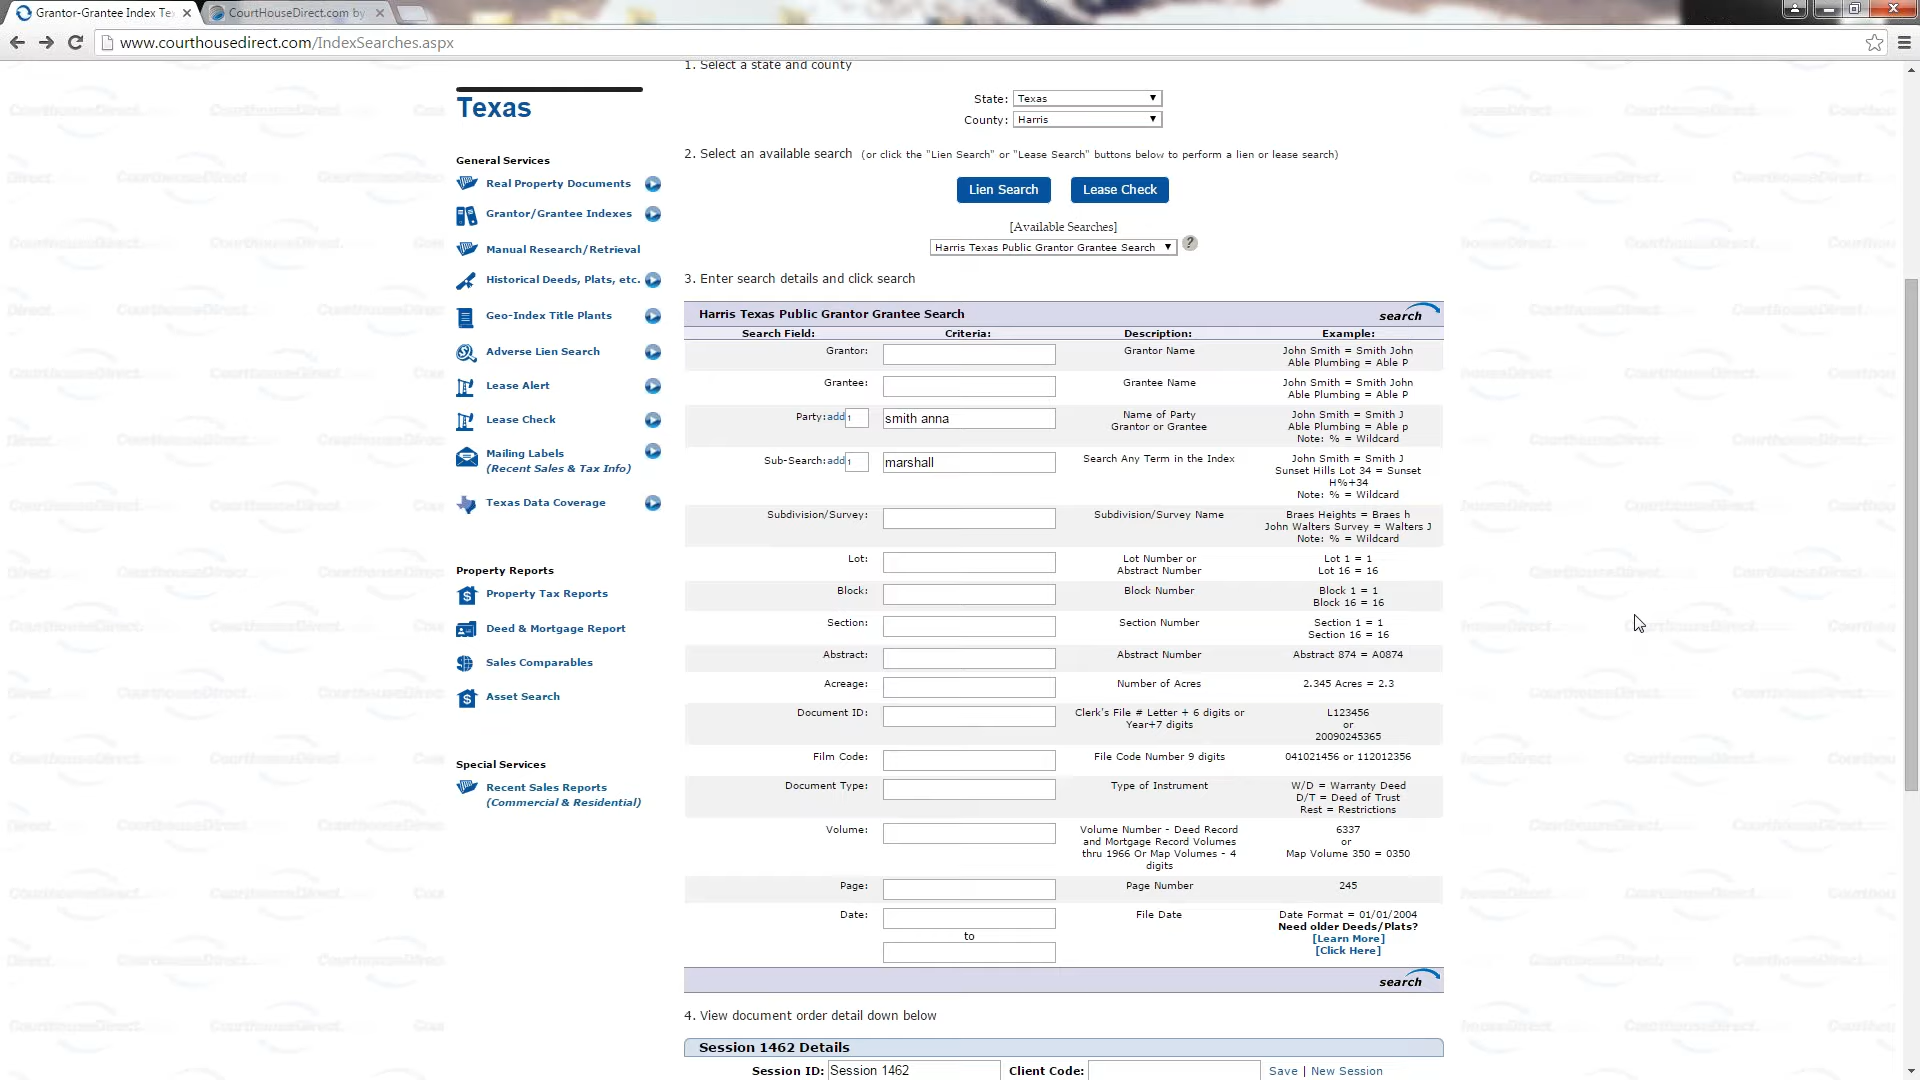 Grantor-Grantee Index Te
CourtHouseDirect.com by
www.courthousedirect.com/IndexSearches.aspx
Texas
General Services
Real Property Documents
Grantor/Grantee Indexes
Manual Research/Retrieval
Historical Deeds, Plats, etc.
Geo-Index Title Plants
Adverse Lien Search
Lease Alert
Lease Check
Mailing Labels
(Recent Sales & Tax Info)
Texas Data Coverage
Property Reports
Property Tax Reports
Deed & Mortgage Report
Sales Comparables
Asset Search
Special Services
Recent Sales Reports
(Commercial & Residential)
1. Select a state and county
State: Texas
County: Harris
2. Select an available search (or click the "Lien Search" or "Lease Search" buttons below to perform a lien or lease search)
Lien Search Lease Check
[Available Searches]
Harris Texas Public Grantor Grantee Search ?
3. Enter search details and click search
Harris Texas Public Grantor Grantee Search search
Search Field: Criteria: Description: Example:
Grantor: Grantor Name John Smith = Smith John
Able Plumbing = Able P
Grantee: Grantee Name John Smith = Smith John
Able Plumbing = Able P
Party:add 1 smith anna Name of Party John Smith = Smith J
Grantor or Grantee Able Plumbing = Able p
Note: % = Wildcard
Sub-Search:add 1 marshall Search Any Term in the Index John Smith = Smith J
Sunset Hills Lot 34 = Sunset
H%+34
Note: % = Wildcard
Subdivision/Survey: Subdivision/Survey Name Braes Heights = Braes h
John Walters Survey = Walters J
Note: % = Wildcard
Lot: Lot Number or Lot 1 = 1
Abstract Number Lot 16 = 16
Block: Block Number Block 1 = 1
Block 16 = 16
Section: Section Number Section 1 = 1
Section 16 = 16
Abstract: Abstract Number Abstract 874 = A0874
Acreage: Number of Acres 2.345 Acres = 2.3
Document ID: Clerk's File # Letter + 6 digits or L123456
Year+7 digits or
20090245365
Film Code: File Code Number 9 digits 041021456 or 112012356
Document Type: Type of Instrument W/D = Warranty Deed
D/T = Deed of Trust
Rest = Restrictions
Volume: Volume Number - Deed Record 6337
and Mortgage Record Volumes or
thru 1966 Or Map Volumes - 4 Map Volume 350 = 0350
digits
Page: Page Number 245
Date: File Date Date Format = 01/01/2004
Need older Deeds/Plats?
to [Learn More]
[Click Here]
search
4. View document order detail down below
Session 1462 Details
Session ID: Session 1462 Client Code: Save | New Session